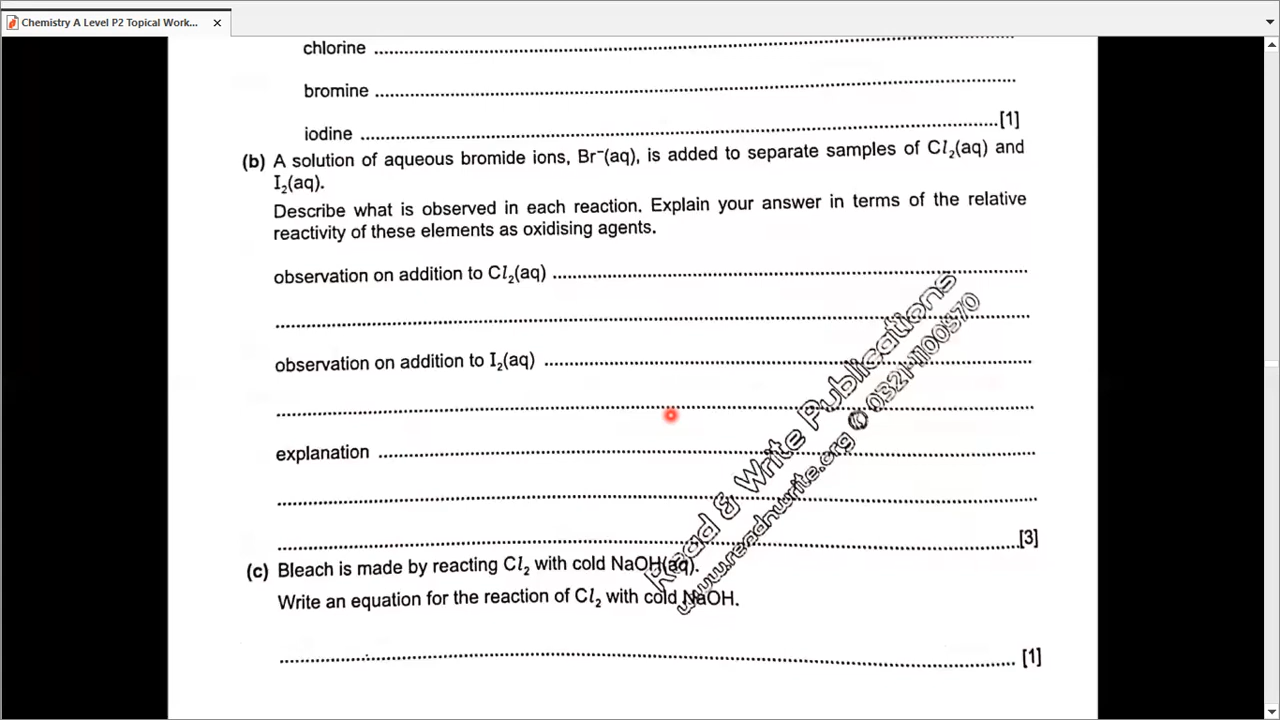 Chemistry A Level P2 Topical Work...
chlorine
bromine
iodine [1]
(b) A solution of aqueous bromide ions, Br⁻(aq), is added to separate samples of Cl₂(aq) and
I₂(aq).
Describe what is observed in each reaction. Explain your answer in terms of the relative
reactivity of these elements as oxidising agents.
observation on addition to Cl₂(aq)
observation on addition to I₂(aq)
explanation
[3]
(c) Bleach is made by reacting Cl₂ with cold NaOH(aq).
Write an equation for the reaction of Cl₂ with cold NaOH.
[1]
Read & Write Publications
www.readnwrite.org © 0321-1100570